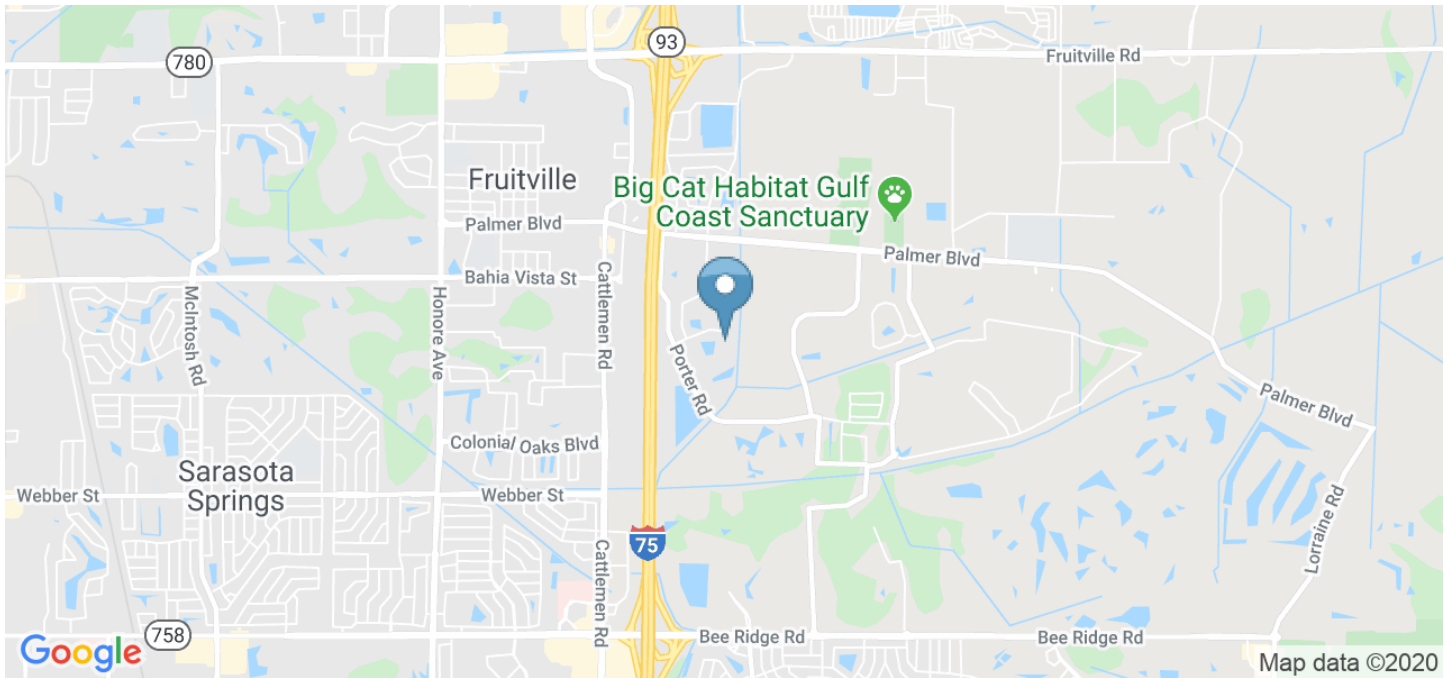 93
780
Fruitville Rd
Fruitville
Big Cat Habitat Gulf
Coast Sanctuary
Palmer Blvd
Palmer Blvd
Bahia Vista St
Cattlemen Rd
McIntosh Rd
Honore Ave
Porter Rd
Palmer Blvd
Colonial Oaks Blvd
Sarasota
Springs
Webber St
Webber St
Lorraine Rd
75
Cattlemen Rd
758
Bee Ridge Rd
Bee Ridge Rd
Google
Map data ©2020